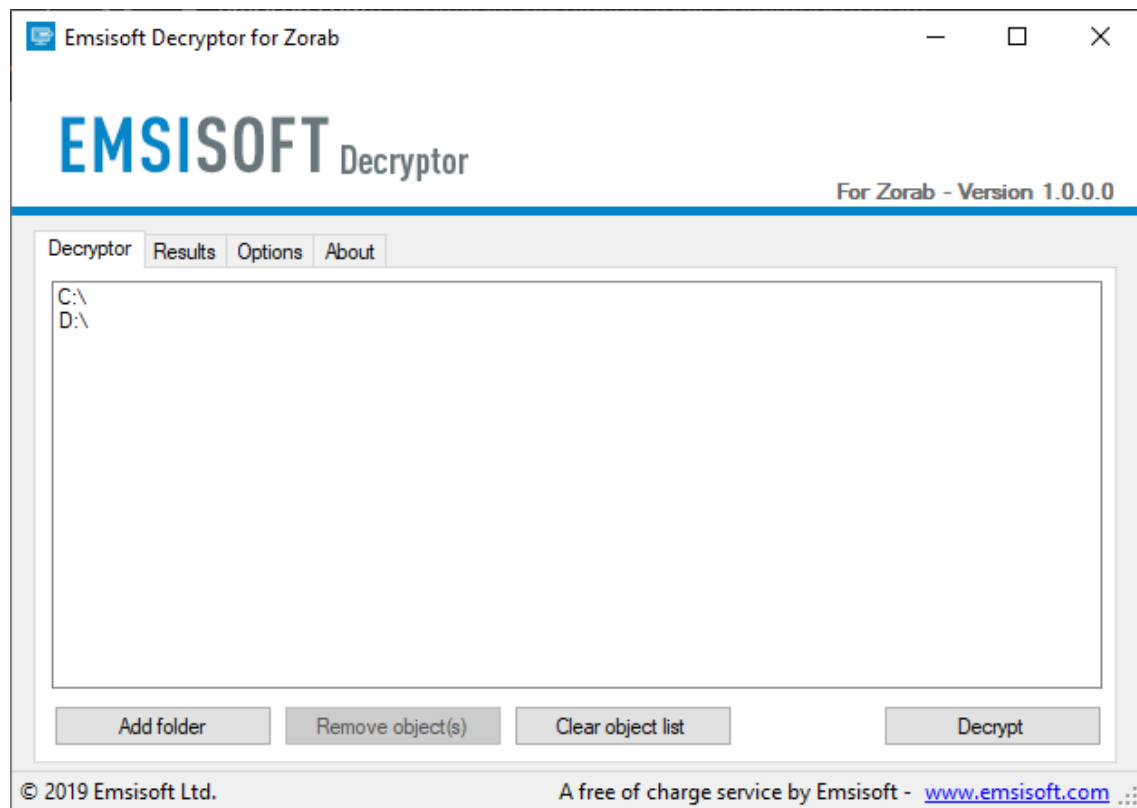 Emsisoft Decryptor for Zorab
EMSISOFT Decryptor
For Zorab - Version 1.0.0.0
Decryptor Results Options About
C:\
D:\
Add folder Remove object(s) Clear object list Decrypt
© 2019 Emsisoft Ltd. A free of charge service by Emsisoft - www.emsisoft.com